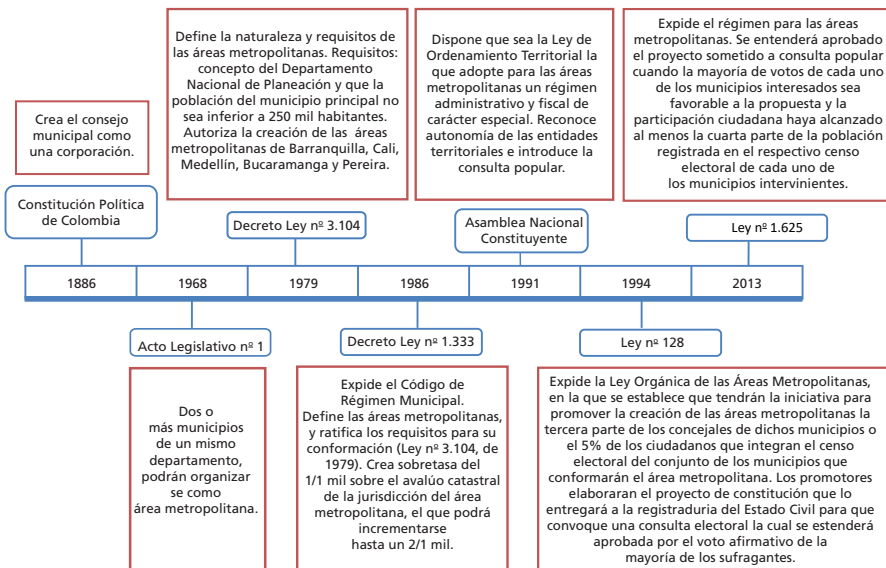 Crea el consejo
municipal como
una corporación.
Define la naturaleza y requisitos de
las áreas metropolitanas. Requisitos:
concepto del Departamento
Nacional de Planeación y que la
población del municipio principal no
sea inferior a 250 mil habitantes.
Autoriza la creación de las áreas
metropolitanas de Barranquilla, Cali,
Medellín, Bucaramanga y Pereira.
Dispone que sea la Ley de
Ordenamiento Territorial la
que adopte para las áreas
metropolitanas un régimen
administrativo y fiscal de
carácter especial. Reconoce
autonomía de las entidades
territoriales e introduce la
consulta popular.
Expide el régimen para las áreas
metropolitanas. Se entenderá aprobado
el proyecto sometido a consulta popular
cuando la mayoría de votos de cada uno
de los municipios interesados sea
favorable a la propuesta y la
participación ciudadana haya alcanzado
al menos la cuarta parte de la población
registrada en el respectivo censo
electoral de cada uno de
los municipios intervinientes.
Constitución Política
de Colombia
Decreto Ley nº 3.104
Asamblea Nacional
Constituyente
Ley nº 1.625
1886 1968 1979 1986 1991 1994 2013
Acto Legislativo nº 1
Decreto Ley nº 1.333
Ley nº 128
Dos o
más municipios
de un mismo
departamento,
podrán organizar
se como
área metropolitana.
Expide el Código de
Régimen Municipal.
Define las áreas metropolitanas,
y ratifica los requisitos para su
conformación (Ley nº 3.104, de
1979). Crea sobretasa del
1/1 mil sobre el avalúo catastral
de la jurisdicción del área
metropolitana, el que podrá
incrementarse
hasta un 2/1 mil.
Expide la Ley Orgánica de las Áreas Metropolitanas,
en la que se establece que tendrán la iniciativa para
promover la creación de las áreas metropolitanas la
tercera parte de los concejales de dichos municipios o
el 5% de los ciudadanos que integran el censo
electoral del conjunto de los municipios que
conformarán el área metropolitana. Los promotores
elaboraran el proyecto de constitución que lo
entregará a la registraduria del Estado Civil para que
convoque una consulta electoral la cual se estenderá
aprobada por el voto afirmativo de la
mayoría de los sufragantes.